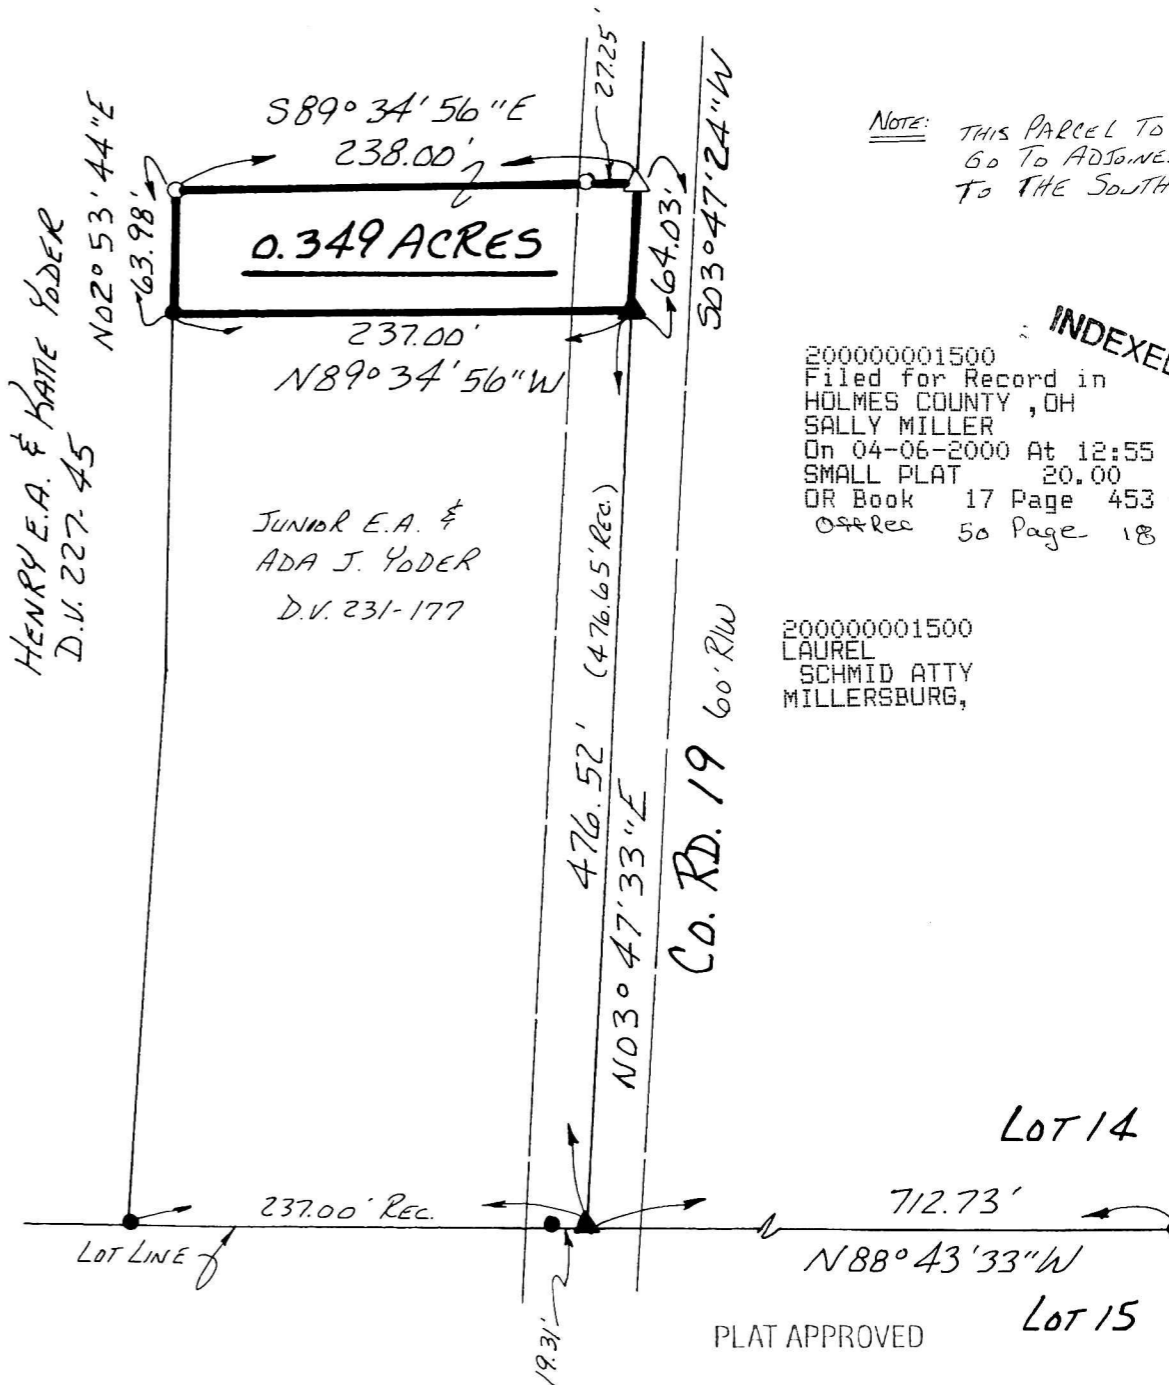 27.25'
S89°34'56"E
238.00'
N02°53'44"E
63.98'
0.349 ACRES
64.03'
S03°47'24"W
237.00'
N89°34'56"W
NOTE: THIS PARCEL TO
GO TO ADJOINE
TO THE SOUTH
INDEXED
200000001500
Filed for Record in
HOLMES COUNTY ,OH
SALLY MILLER
On 04-06-2000 At 12:55
SMALL PLAT 20.00
OR Book 17 Page 453
Off Rec 50 Page 18
HENRY E.A. & KATIE YODER
D.V. 227-45
JUNIOR E.A. &
ADA J. YODER
D.V. 231-177
476.52' (476.65' REC.)
N03°47'33"E
CO. RD. 19 60' R/W
200000001500
LAUREL
SCHMID ATTY
MILLERSBURG,
LOT 14
237.00' REC.
712.73'
LOT LINE
N88°43'33"W
19.31'
LOT 15
PLAT APPROVED